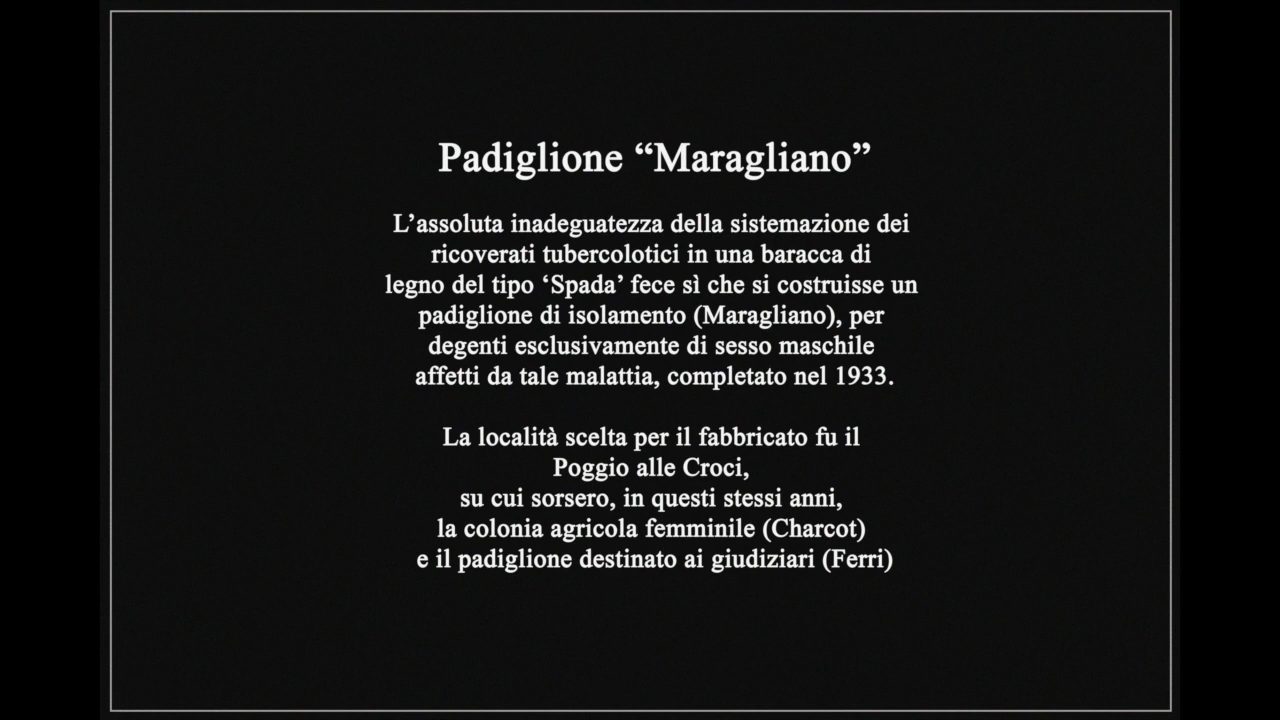 Padiglione “Maragliano”
L’assoluta inadeguatezza della sistemazione dei
ricoverati tubercolotici in una baracca di
legno del tipo ‘Spada’ fece sì che si costruisse un
padiglione di isolamento (Maragliano), per
degenti esclusivamente di sesso maschile
affetti da tale malattia, completato nel 1933.
La località scelta per il fabbricato fu il
Poggio alle Croci,
su cui sorsero, in questi stessi anni,
la colonia agricola femminile (Charcot)
e il padiglione destinato ai giudiziari (Ferri)